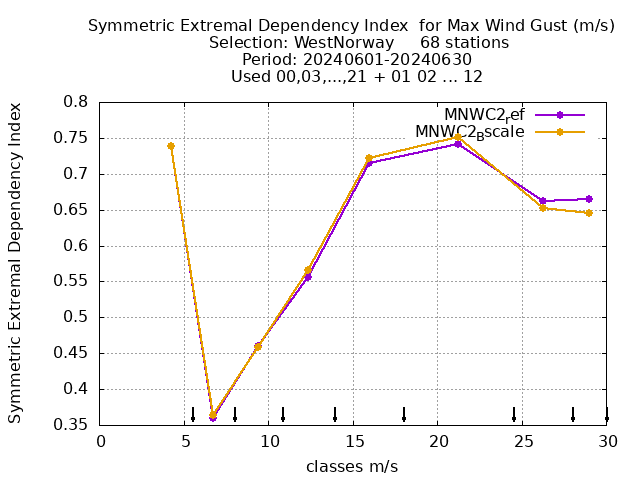 Symmetric Extremal Dependency Index  for Max Wind Gust (m/s)
Selection: WestNorway     68 stations
Period: 20240601-20240630
Used 00,03,...,21 + 01 02 ... 12
Symmetric Extremal Dependency Index
0.8
0.75
0.7
0.65
0.6
0.55
0.5
0.45
0.4
0.35
MNWC2ref
MNWC2Bscale
0 5 10 15 20 25 30
classes m/s